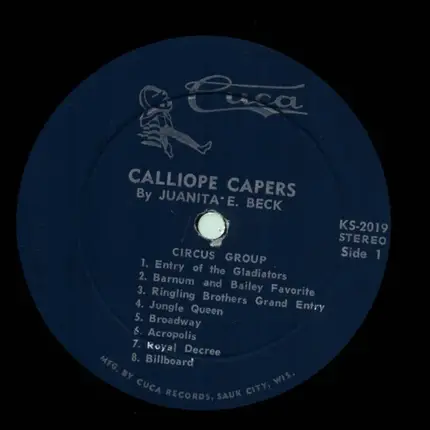 Cuca
CALLIOPE CAPERS
By JUANITA E. BECK
KS-2019
STEREO
Side 1
CIRCUS GROUP
1. Entry of the Gladiators
2. Barnum and Bailey Favorite
3. Ringling Brothers Grand Entry
4. Jungle Queen
5. Broadway
6. Acropolis
7. Royal Decree
8. Billboard
MFG. BY CUCA RECORDS, SAUK CITY, WIS.